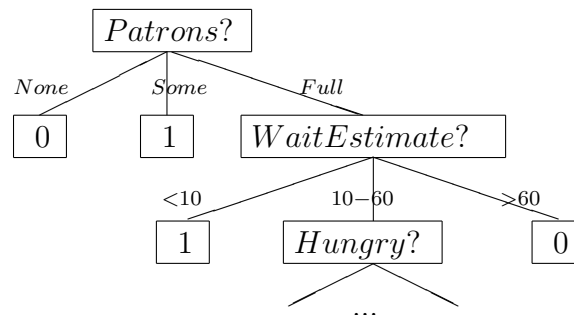 Patrons?
None Some Full
0 1 WaitEstimate?
<10 10−60 >60
1 Hungry? 0
...